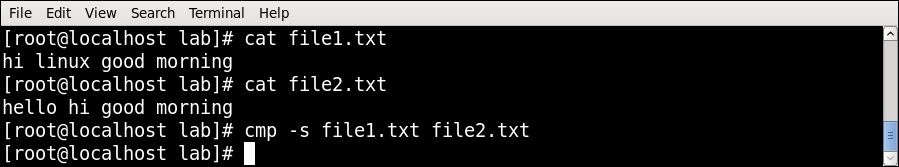 File Edit View Search Terminal Help
[root@localhost lab]# cat file1.txt
hi linux good morning
[root@localhost lab]# cat file2.txt
hello hi good morning
[root@localhost lab]# cmp -s file1.txt file2.txt
[root@localhost lab]#